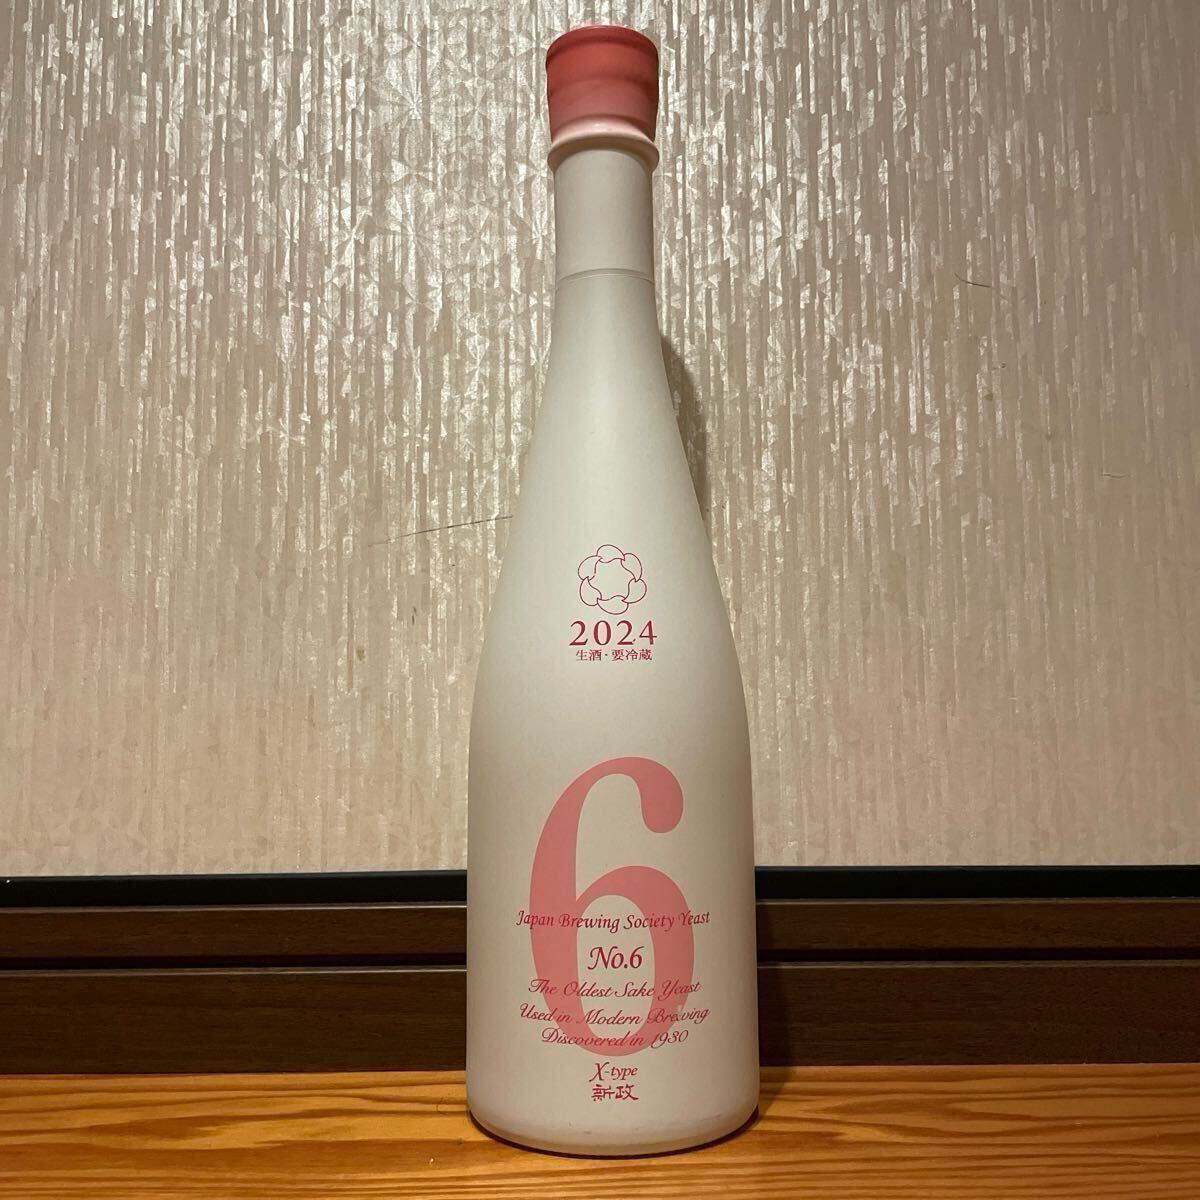 2024
生酒・要冷蔵
6
Japan Brewing Society Yeast
No.6
The Oldest Sake Yeast
Used in Modern Brewing
Discovered in 1930
X-type
新政